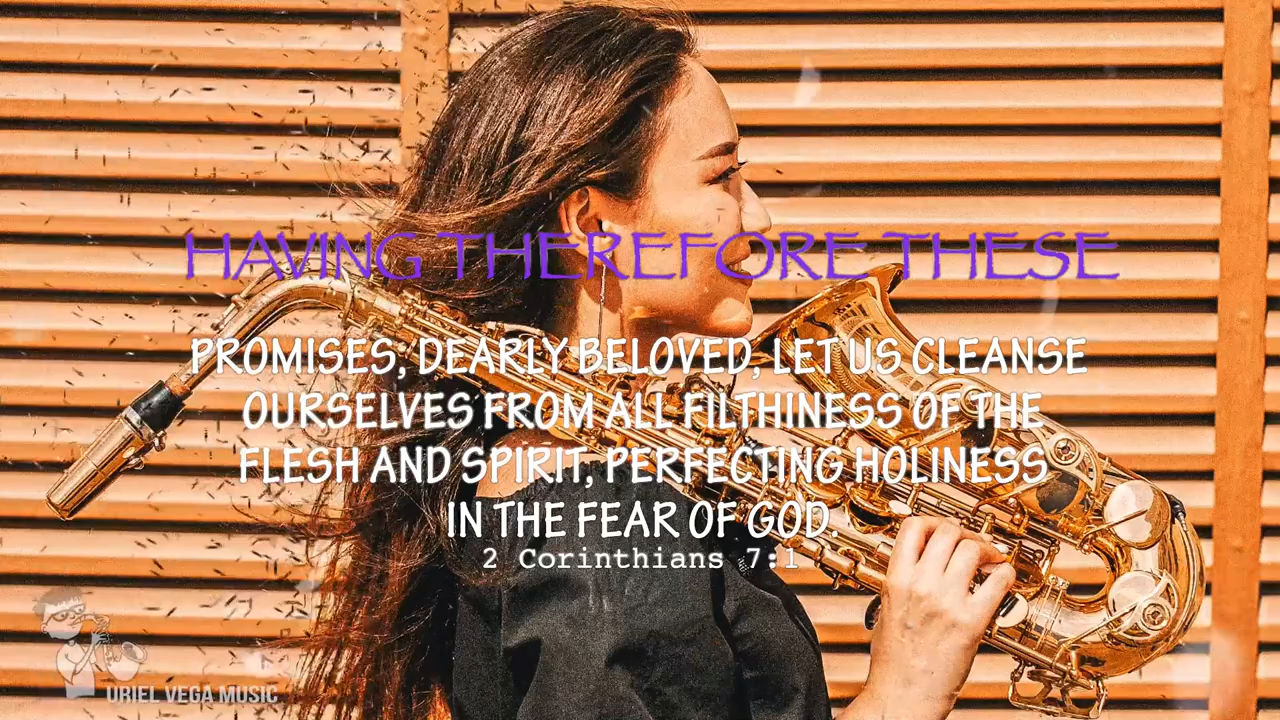 HAVING THEREFORE THESE
PROMISES, DEARLY BELOVED, LET US CLEANSE
OURSELVES FROM ALL FILTHINESS OF THE
FLESH AND SPIRIT, PERFECTING HOLINESS
IN THE FEAR OF GOD.
2 Corinthians 7:1
URIEL VEGA MUSIC